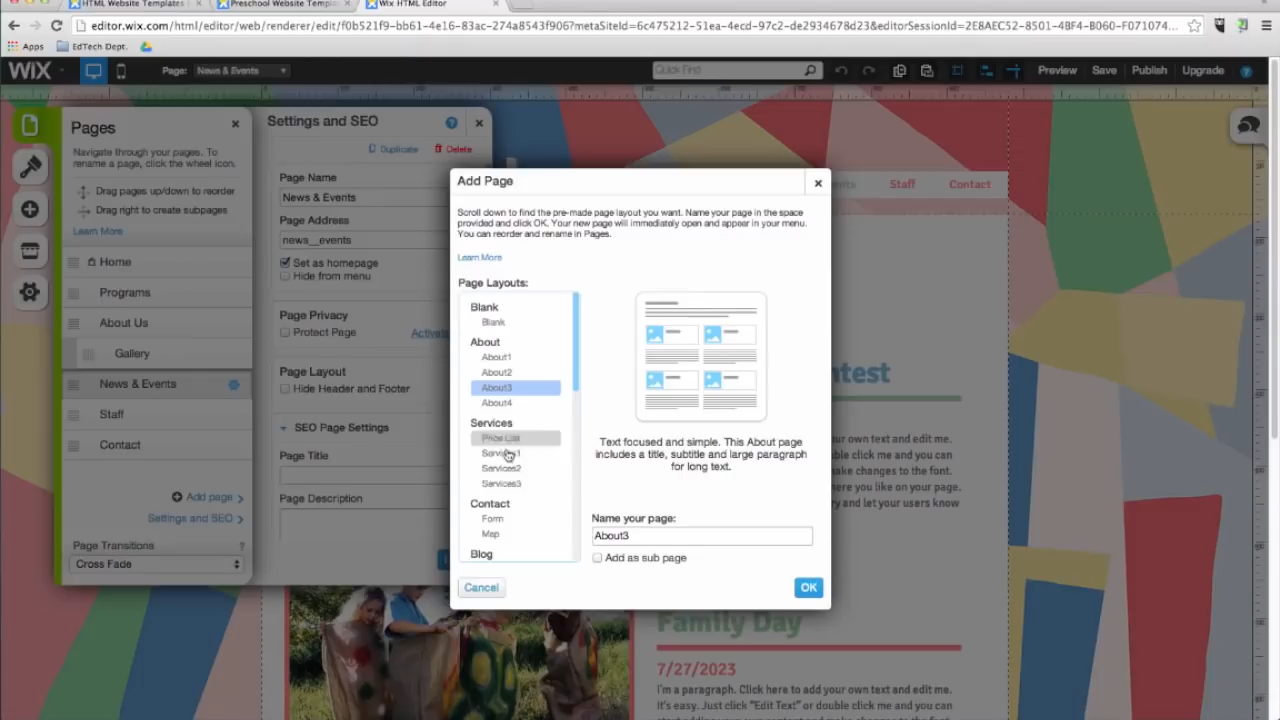 HTML Website Templates
Preschool Website Templa
Wix HTML Editor
editor.wix.com/html/editor/web/renderer/edit/f0b521f9-bb61-4e16-83ac-274a8543f906?metaSiteId=6c475212-51ea-4ecd-97c2-de2934678d23&editorSessionId=2E8AEC52-8501-4BF4-B060-F071074...
Apps
EdTech Dept.
WiX
Page:
News & Events
Quick Find
Preview
Save
Publish
Upgrade
Pages
Navigate through your pages. To
rename a page, click the wheel icon.
Drag pages up/down to reorder
Drag right to create subpages
Learn More
Home
Programs
About Us
Gallery
News & Events
Staff
Contact
Add page
Settings and SEO
Page Transitions
?
Cross Fade
Settings and SEO
?
Duplicate
Delete
Page Name
News & Events
Page Address
news__events
Set as homepage
Hide from menu
Page Privacy
Protect Page
Page Layout
Hide Header and Footer
SEO Page Settings
Page Title
Page Description
Add Page
Scroll down to find the pre-made page layout you want. Name your page in the space
provided and click OK. Your new page will immediately open and appear in your menu.
You can reorder and rename in Pages.
Learn More
Page Layouts:
Blank
Blank
About
About1
About2
About3
About4
Services
Price List
Services1
Services2
Services3
Contact
Form
Map
Blog
Text focused and simple. This About page
includes a title, subtitle and large paragraph
for long text.
Name your page:
About3
Add as sub page
Cancel
OK
Staff
Contact
ntest
your own text and edit me.
or double click me and you can
make changes to the font.
here you like on your page.
ry and let your users know
Family Day
7/27/2023
I'm a paragraph. Click here to add your own text and edit me.
It's easy. Just click "Edit Text" or double click me and you can